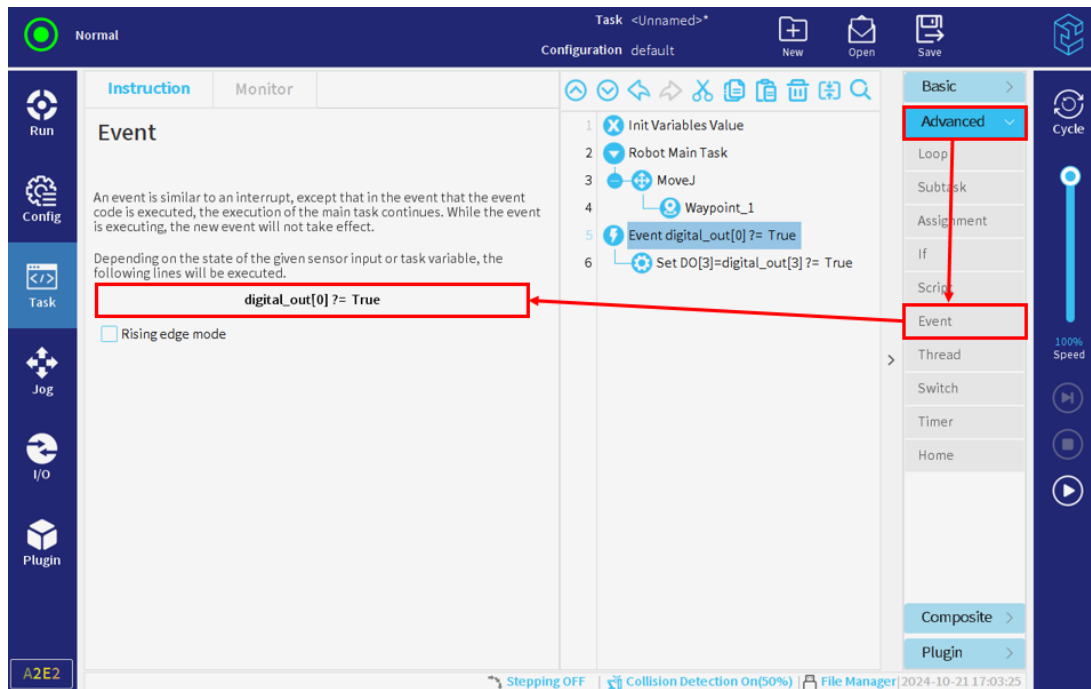 Normal
Task <Unnamed>*
Configuration default
New
Open
Save
Run
Config
Task
Jog
I/O
Plugin
A2E2
Instruction
Monitor
Event
An event is similar to an interrupt, except that in the event that the event
code is executed, the execution of the main task continues. While the event
is executing, the new event will not take effect.
Depending on the state of the given sensor input or task variable, the
following lines will be executed.
digital_out[0] ?= True
Rising edge mode
1 Init Variables Value
2 Robot Main Task
3 MoveJ
4 Waypoint_1
5 Event digital_out[0] ?= True
6 Set DO[3]=digital_out[3] ?= True
Basic >
Advanced
Loop
Subtask
Assignment
If
Script
Event
Thread
Switch
Timer
Home
>
Composite >
Plugin >
Cycle
100%
Speed
Stepping OFF | Collision Detection On(50%) | File Manager|2024-10-21 17:03:25